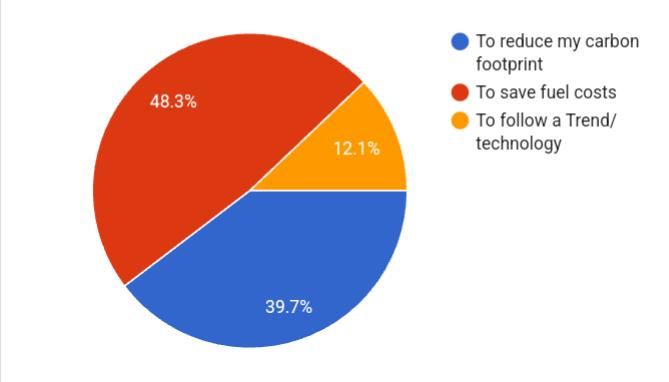 To reduce my carbon
footprint
To save fuel costs
To follow a Trend/
technology
48.3%
12.1%
39.7%